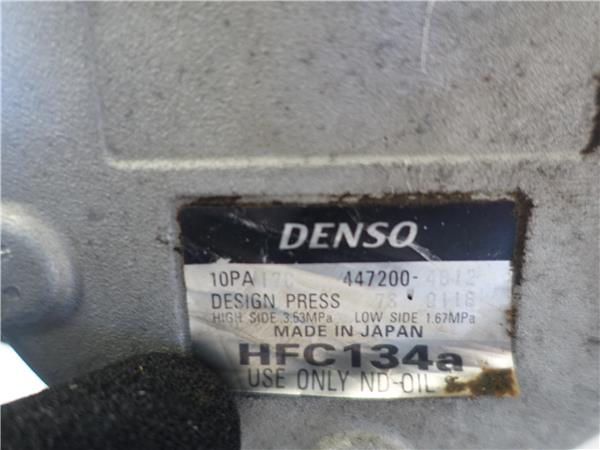 DENSO
10PA17C 447200-
DESIGN PRESS
HIGH SIDE 3.53MPa LOW SIDE 1.67MPa
MADE IN JAPAN
HFC134a
USE ONLY ND-OIL